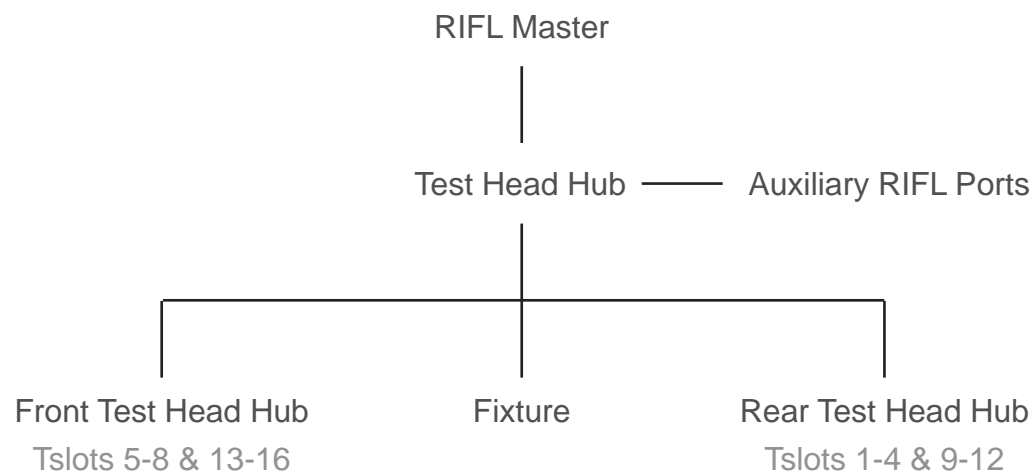 RIFL Master
Test Head Hub
Auxiliary RIFL Ports
Front Test Head Hub
Tslots 5-8 & 13-16
Fixture
Rear Test Head Hub
Tslots 1-4 & 9-12